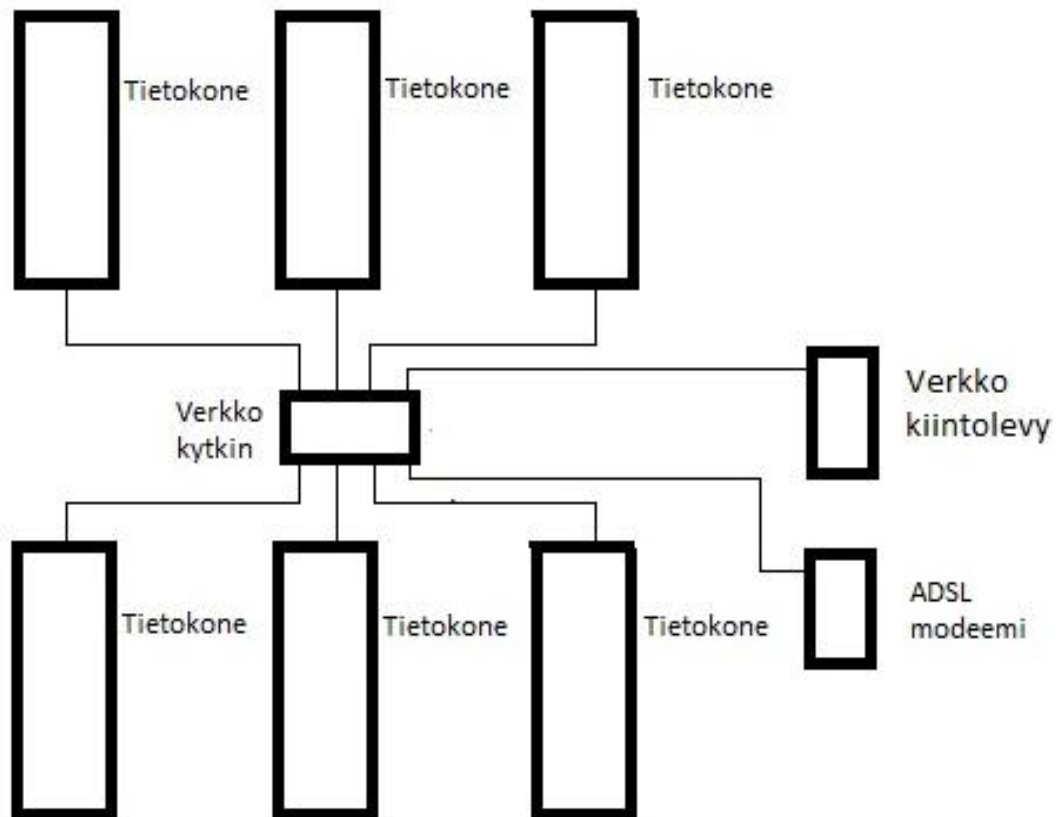 Tietokone
Tietokone
Tietokone
Verkko
kiintolevy
Verkko
kytkin
Tietokone
Tietokone
Tietokone
ADSL
modeemi